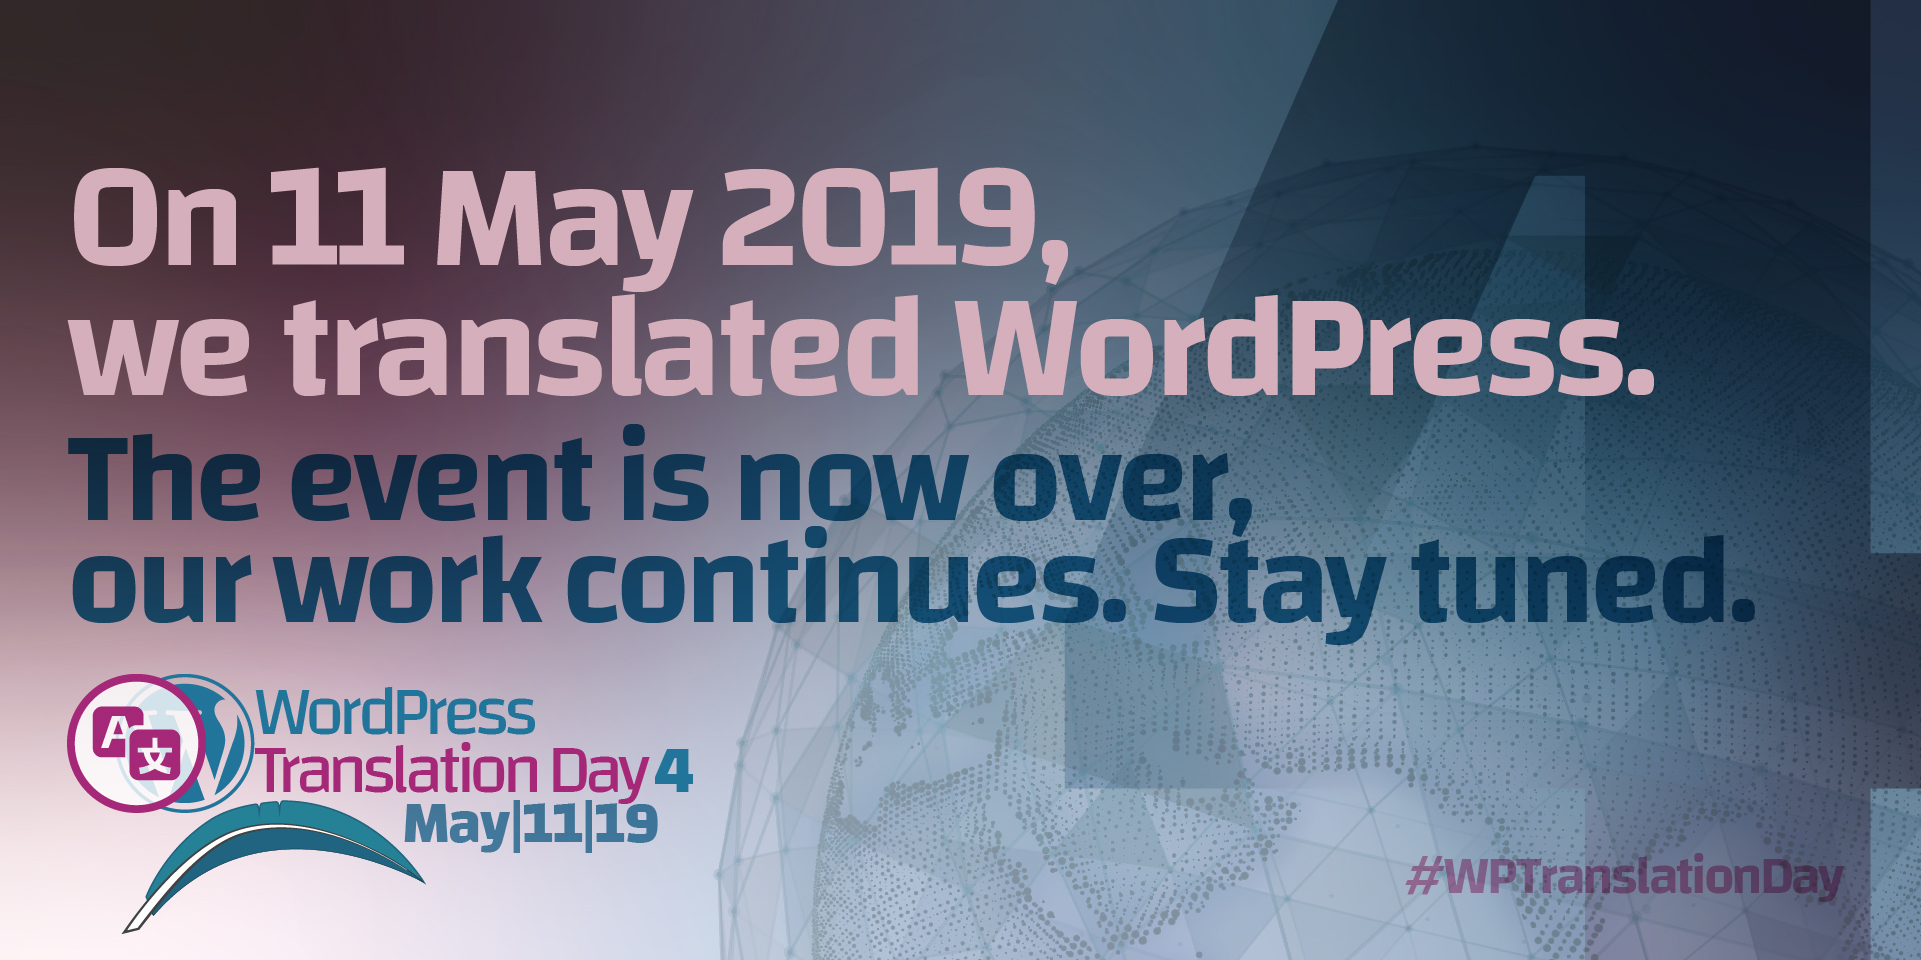 On 11 May 2019,
we translated WordPress.
The event is now over,
our work continues. Stay tuned.
A 文
WordPress
Translation Day 4
May|11|19
#WPTranslationDay